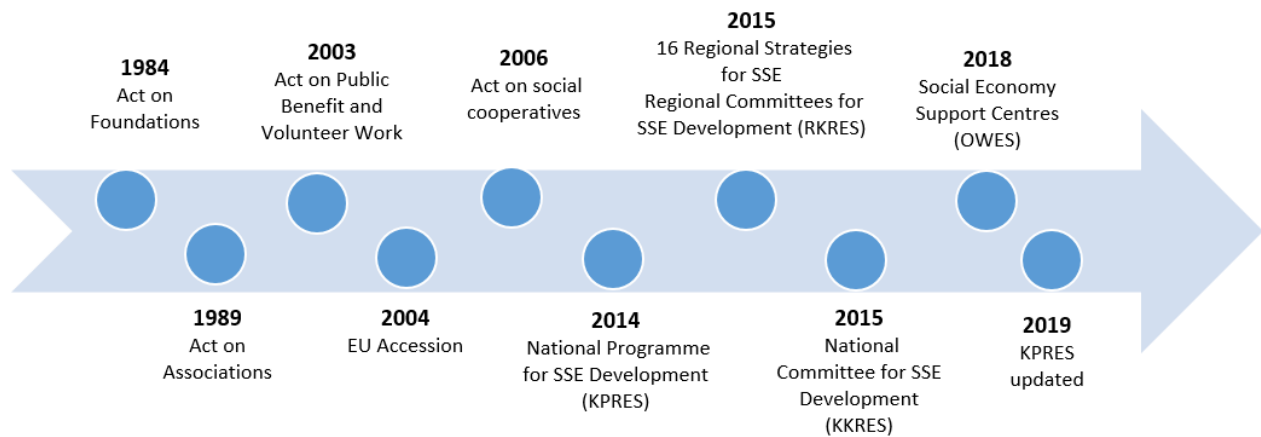 1984
Act on
Foundations
1989
Act on
Associations
2003
Act on Public
Benefit and
Volunteer Work
2004
EU Accession
2006
Act on social
cooperatives
2014
National Programme
for SSE Development
(KPRES)
2015
16 Regional Strategies
for SSE
Regional Committees for
SSE Development (RKRES)
2015
National
Committee for SSE
Development
(KKRES)
2018
Social Economy
Support Centres
(OWES)
2019
KPRES
updated